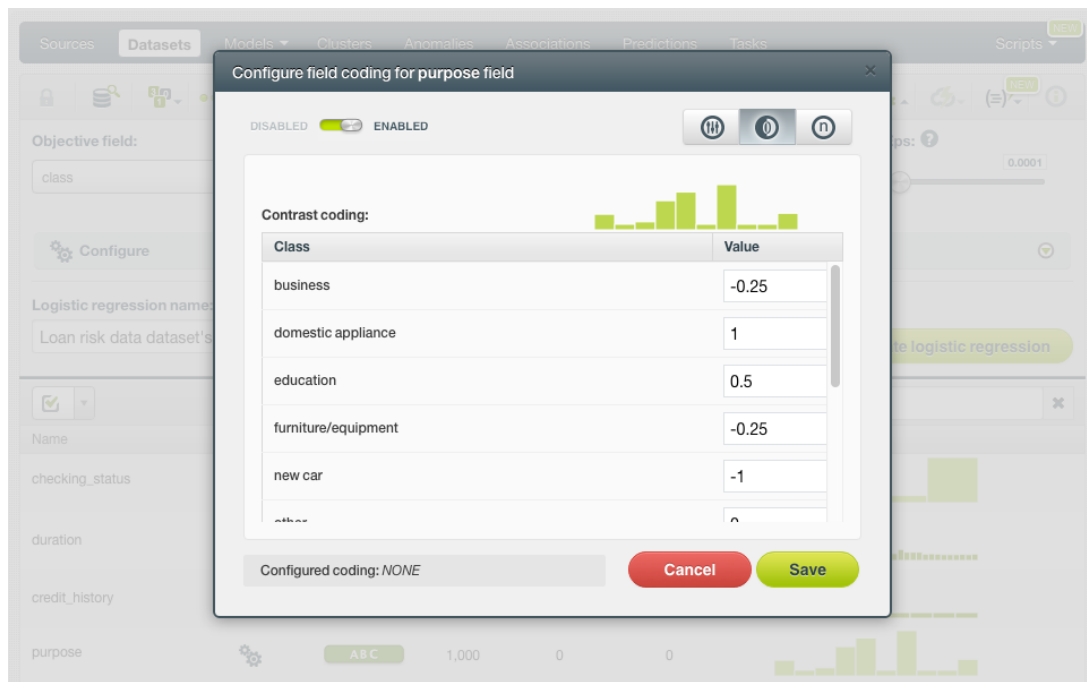 Sources Datasets Models Clusters Anomalies Associations Predictions Tasks Scripts NEW
Configure field coding for purpose field
NEW
DISABLED ENABLED
Objective field:
class
0.0001
Contrast coding:
Class Value
business -0.25
domestic appliance 1
education 0.5
furniture/equipment -0.25
new car -1
other 0
Configure
Logistic regression name:
Loan risk data dataset's
logistic regression
Name
checking_status
duration
credit_history
Configured coding: NONE Cancel Save
purpose ABC 1,000 0 0